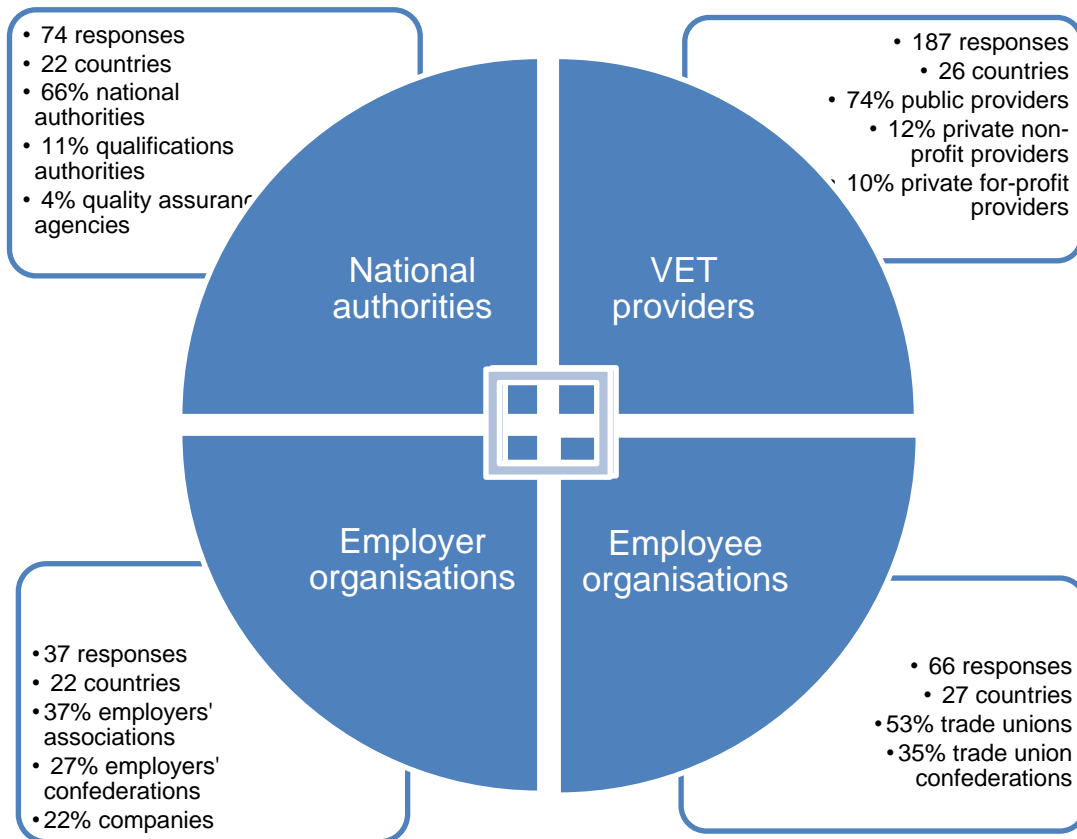 • 74 responses
• 22 countries
• 66% national
authorities
• 11% qualifications
authorities
• 4% quality
agencies
• 187 responses
• 26 countries
• 74% public providers
• 12% private non-
profit providers
• 10% private for-profit
providers
National
authorities
VET
providers
Employer
organisations
Employee
organisations
• 37 responses
• 22 countries
• 37% employers'
associations
• 27% employers'
confederations
• 22% companies
• 66 responses
• 27 countries
• 53% trade unions
• 35% trade union
confederations